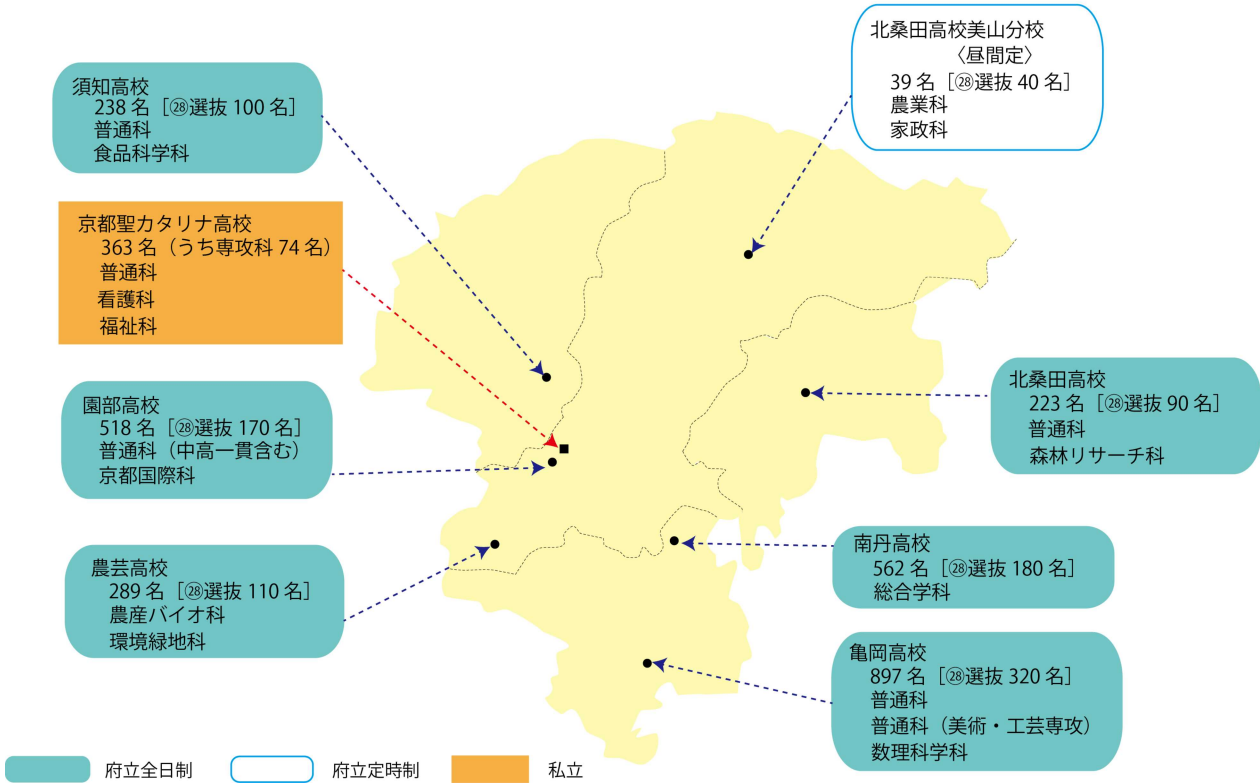 北桑田高校美山分校
〈昼間定〉
39 名［㉘選抜 40 名］
農業科
家政科
須知高校
238 名［㉘選抜 100 名］
普通科
食品科学科
京都聖カタリナ高校
363 名（うち専攻科 74 名）
普通科
看護科
福祉科
北桑田高校
223 名［㉘選抜 90 名］
普通科
森林リサーチ科
園部高校
518 名［㉘選抜 170 名］
普通科（中高一貫含む）
京都国際科
南丹高校
562 名［㉘選抜 180 名］
総合学科
農芸高校
289 名［㉘選抜 110 名］
農産バイオ科
環境緑地科
亀岡高校
897 名［㉘選抜 320 名］
普通科
普通科（美術・工芸専攻）
数理科学科
府立全日制
府立定時制
私立